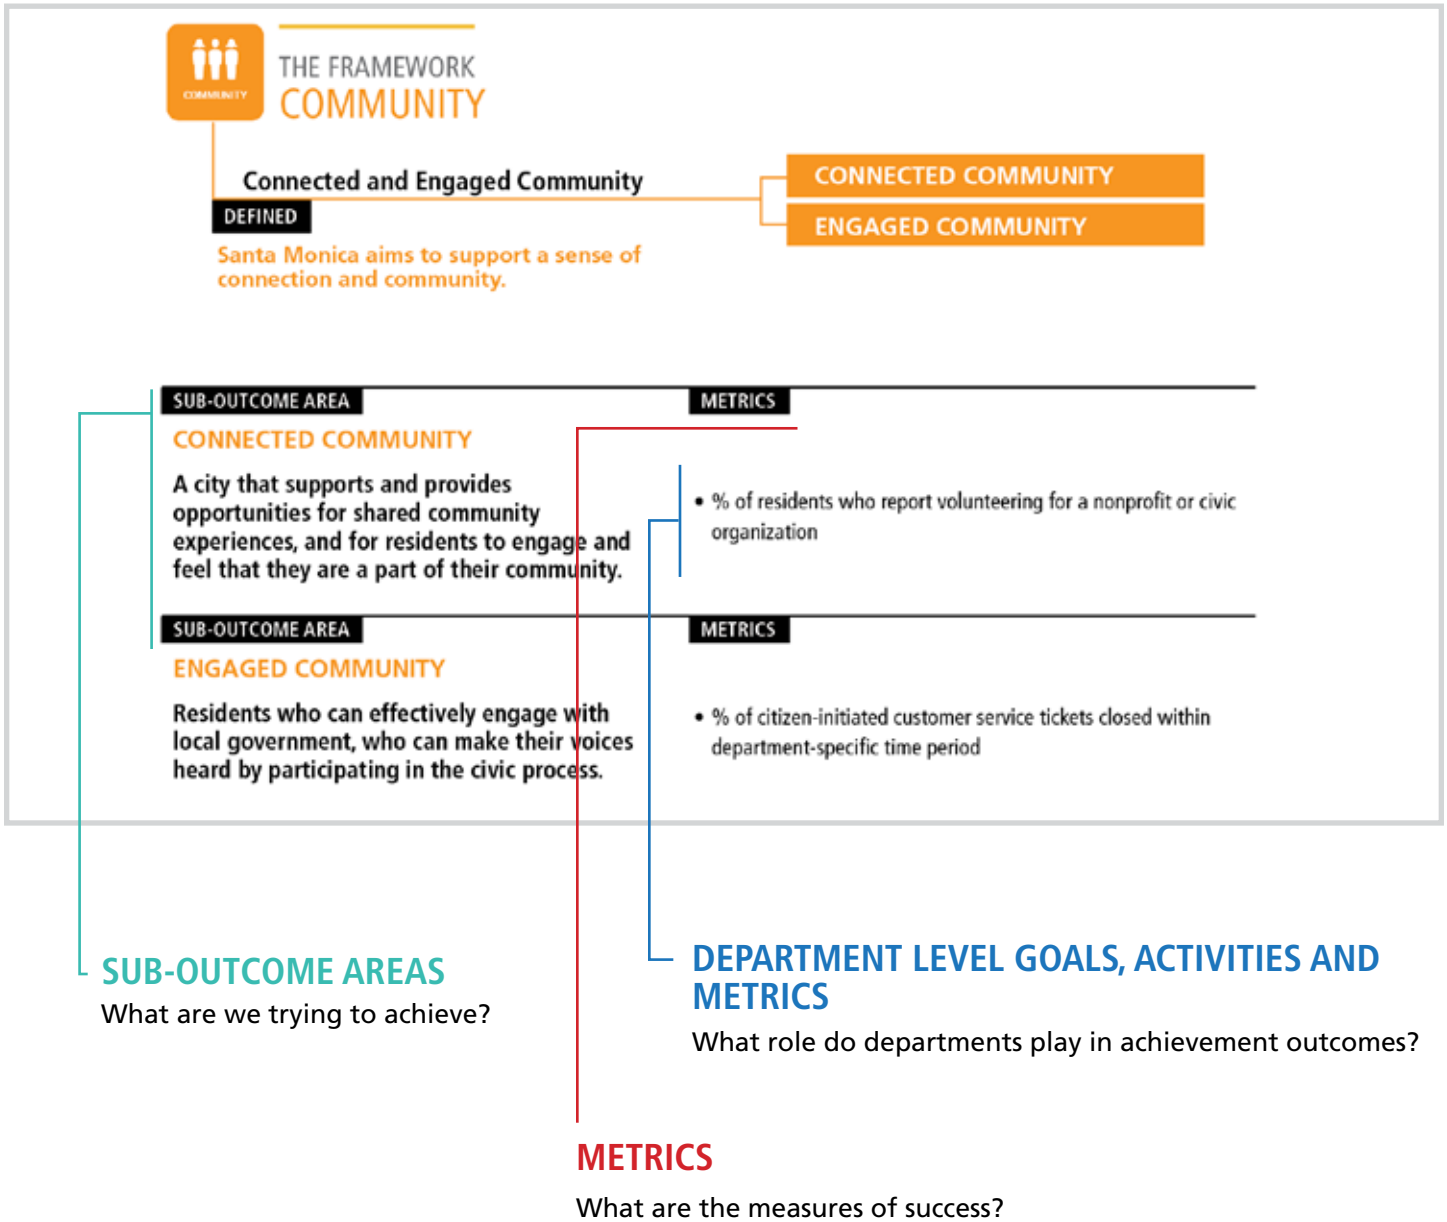 COMMUNITY
THE FRAMEWORK
COMMUNITY
Connected and Engaged Community
DEFINED
Santa Monica aims to support a sense of
connection and community.
CONNECTED COMMUNITY
ENGAGED COMMUNITY
SUB-OUTCOME AREA
CONNECTED COMMUNITY
A city that supports and provides
opportunities for shared community
experiences, and for residents to engage and
feel that they are a part of their community.
METRICS
• % of residents who report volunteering for a nonprofit or civic
organization
SUB-OUTCOME AREA
ENGAGED COMMUNITY
Residents who can effectively engage with
local government, who can make their voices
heard by participating in the civic process.
METRICS
• % of citizen-initiated customer service tickets closed within
department-specific time period
SUB-OUTCOME AREAS
What are we trying to achieve?
DEPARTMENT LEVEL GOALS, ACTIVITIES AND
METRICS
What role do departments play in achievement outcomes?
METRICS
What are the measures of success?